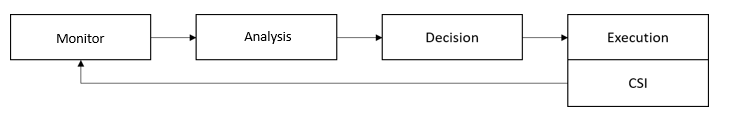 Monitor
Analysis
Decision
Execution
CSI